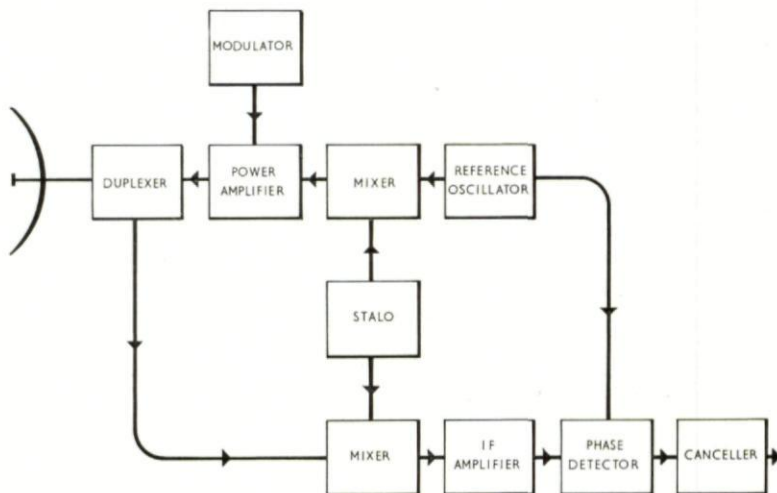 MODULATOR
DUPLEXER
POWER
AMPLIFIER
MIXER
REFERENCE
OSCILLATOR
STALO
MIXER
IF
AMPLIFIER
PHASE
DETECTOR
CANCELLER